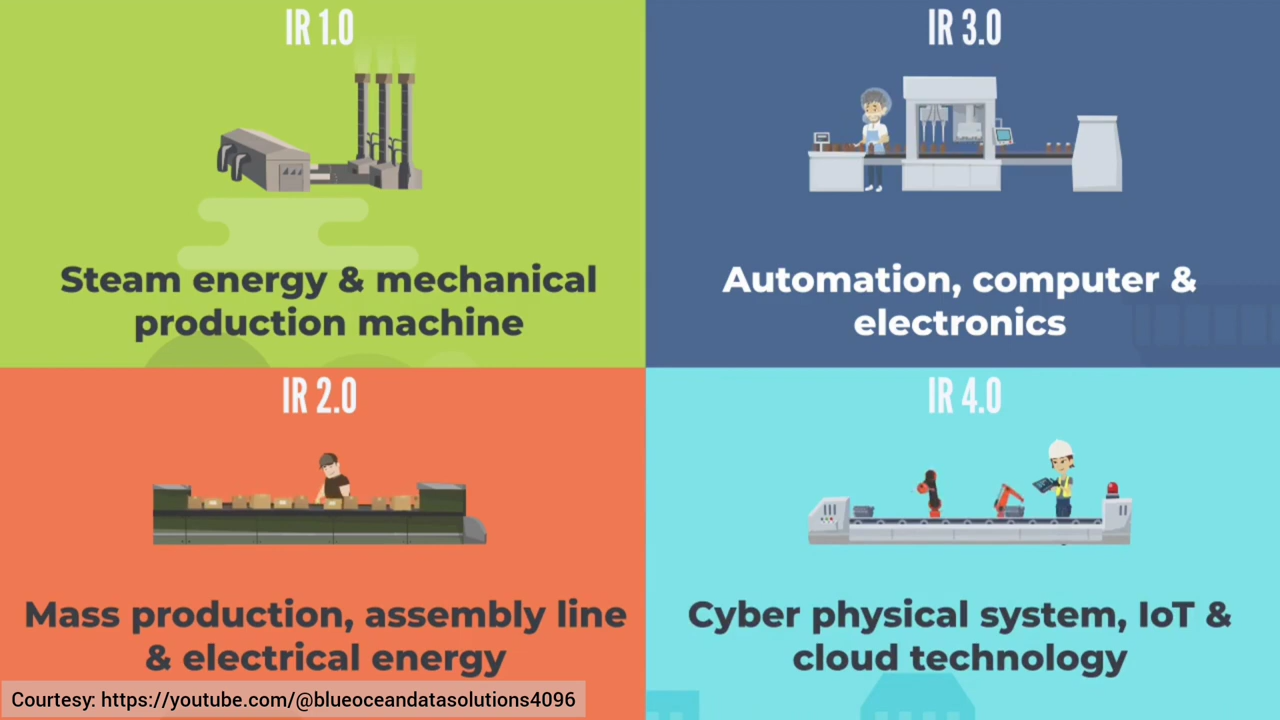 IR 1.0
Steam energy & mechanical
production machine
IR 3.0
Automation, computer &
electronics
IR 2.0
Mass production, assembly line
& electrical energy
IR 4.0
Cyber physical system, IoT &
cloud technology
Courtesy: https://youtube.com/@blueoceandatasolutions4096